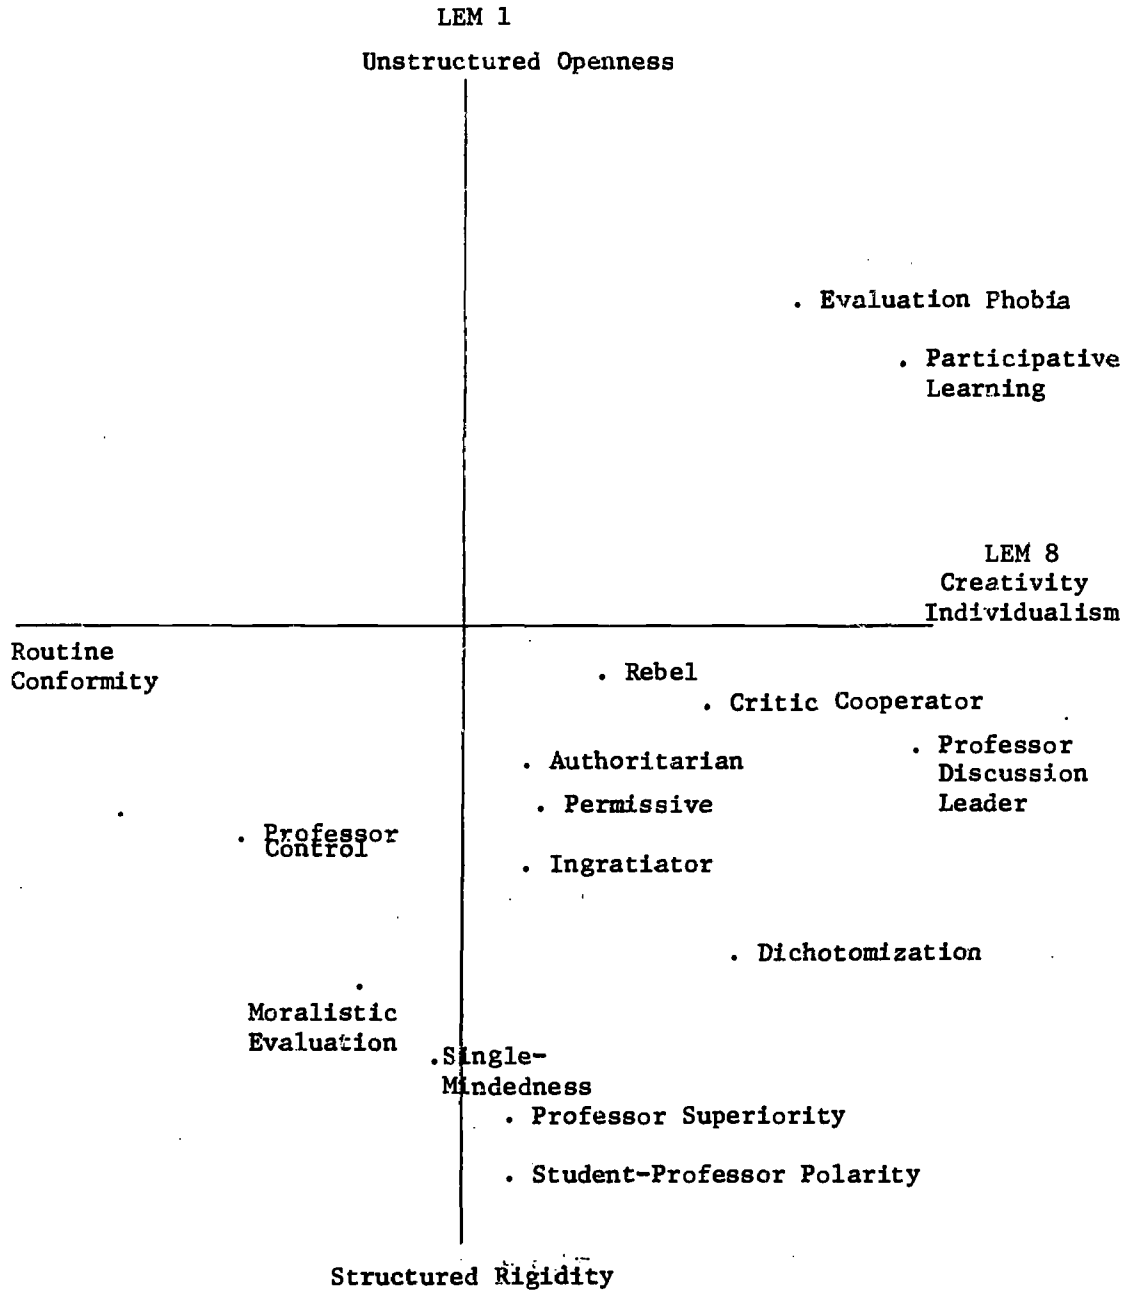 LEM 1
Unstructured Openness
. Evaluation Phobia
. Participative
Learning
LEM 8
Creativity
Individualism
Routine
Conformity
. Rebel
. Critic Cooperator
. Professor
Discussion
Leader
. Authoritarian
. Permissive
. Professor
Control
. Ingratiator
. Dichotomization
Moralistic
Evaluation
.Single-
Mindedness
. Professor Superiority
. Student-Professor Polarity
Structured Rigidity